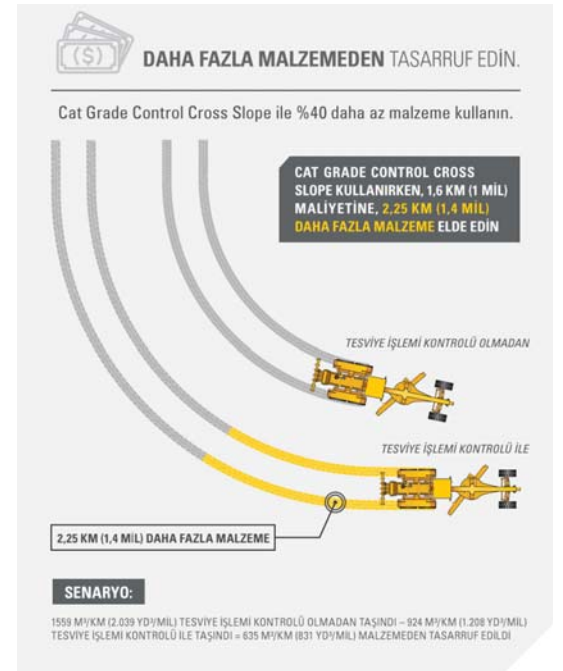 ($)
DAHA FAZLA MALZEMEDEN TASARRUF EDİN.
Cat Grade Control Cross Slope ile %40 daha az malzeme kullanın.
CAT GRADE CONTROL CROSS
SLOPE KULLANIRKEN, 1,6 KM (1 MİL)
MALİYETİNE, 2,25 KM (1,4 MİL)
DAHA FAZLA MALZEME ELDE EDİN
TESVİYE İŞLEMİ KONTROLÜ OLMADAN
TESVİYE İŞLEMİ KONTROLÜ İLE
2,25 KM (1,4 MİL) DAHA FAZLA MALZEME
SENARYO:
1559 M³/KM (2.039 YD³/MİL) TESVİYE İŞLEMİ KONTROLÜ OLMADAN TAŞINDI – 924 M³/KM (1.208 YD³/MİL)
TESVİYE İŞLEMİ KONTROLÜ İLE TAŞINDI = 635 M³/KM (831 YD³/MİL) MALZEMEDEN TASARRUF EDİLDİ